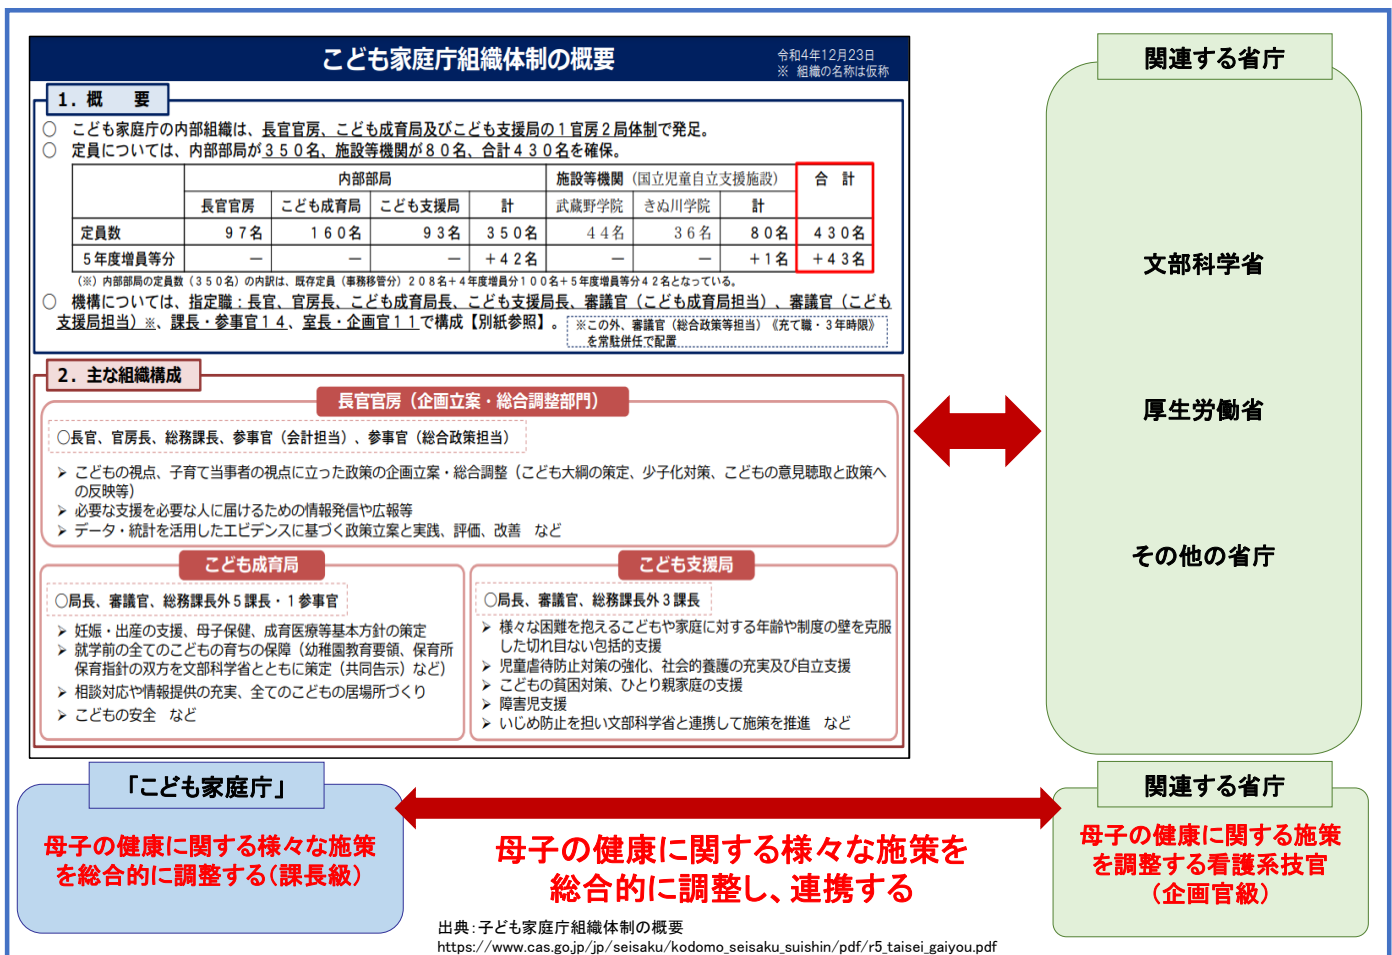 こども家庭庁組織体制の概要
令和4年12月23日
※ 組織の名称は仮称
1．概　要
○ こども家庭庁の内部組織は、長官官房、こども成育局及びこども支援局の１官房２局体制で発足。
○ 定員については、内部部局が３５０名、施設等機関が８０名、合計４３０名を確保。
内部部局 施設等機関（国立児童自立支援施設） 合 計
長官官房 こども成育局 こども支援局 計 武蔵野学院 きぬ川学院 計
定員数 ９７名 １６０名 ９３名 ３５０名 ４４名 ３６名 ８０名 ４３０名
５年度増員等分 － － － ＋４２名 － － ＋１名 ＋４３名
（※）内部部局の定員数（３５０名）の内訳は、既存定員（事務移管分）２０８名＋４年度増員分１００名＋５年度増員等分４２名となっている。
○ 機構については、指定職：長官、官房長、こども成育局長、こども支援局長、審議官（こども成育局担当）、審議官（こども
支援局担当）※、課長・参事官１４、室長・企画官１１で構成【別紙参照】。
※この外、審議官（総合政策等担当）《充て職・３年時限》
を常駐併任で配置
2．主な組織構成
長官官房（企画立案・総合調整部門）
○長官、官房長、総務課長、参事官（会計担当）、参事官（総合政策担当）
➢ こどもの視点、子育て当事者の視点に立った政策の企画立案・総合調整（こども大綱の策定、少子化対策、こどもの意見聴取と政策へ
の反映等）
➢ 必要な支援を必要な人に届けるための情報発信や広報等
➢ データ・統計を活用したエビデンスに基づく政策立案と実践、評価、改善　など
こども成育局
○局長、審議官、総務課長外５課長・１参事官
➢ 妊娠・出産の支援、母子保健、成育医療等基本方針の策定
➢ 就学前の全てのこどもの育ちの保障（幼稚園教育要領、保育所
保育指針の双方を文部科学省とともに策定（共同告示）など）
➢ 相談対応や情報提供の充実、全てのこどもの居場所づくり
➢ こどもの安全　など
こども支援局
○局長、審議官、総務課長外３課長
➢ 様々な困難を抱えるこどもや家庭に対する年齢や制度の壁を克服
した切れ目ない包括的支援
➢ 児童虐待防止対策の強化、社会的養護の充実及び自立支援
➢ こどもの貧困対策、ひとり親家庭の支援
➢ 障害児支援
➢ いじめ防止を担い文部科学省と連携して施策を推進　など
関連する省庁
文部科学省
厚生労働省
その他の省庁
「こども家庭庁」
母子の健康に関する様々な施策
を総合的に調整する（課長級）
母子の健康に関する様々な施策を
総合的に調整し、連携する
関連する省庁
母子の健康に関する施策
を調整する看護系技官
（企画官級）
出典：子ども家庭庁組織体制の概要
https://www.cas.go.jp/jp/seisaku/kodomo_seisaku_suishin/pdf/r5_taisei_gaiyou.pdf